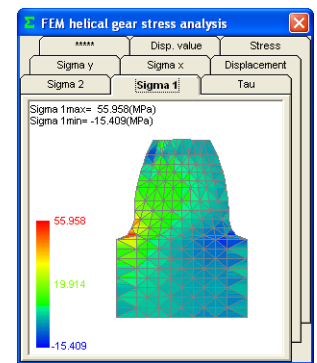 Σ FEM helical gear stress analysis
***** Disp. value Stress
Sigma y Sigma x Displacement
Sigma 2 Sigma 1 Tau
Sigma 1max= 55.958(MPa)
Sigma 1min= -15.409(MPa)
55.958
19.914
-15.409